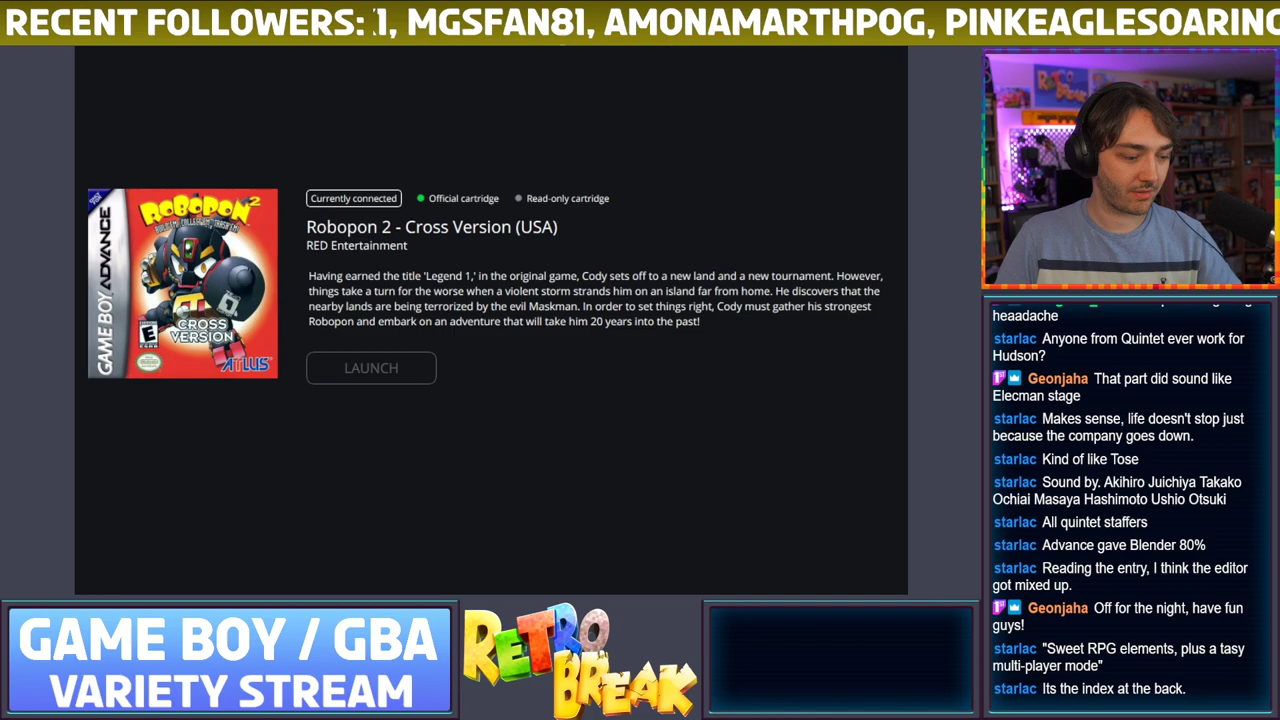 RECENT FOLLOWERS: 1, MGSFAN81, AMONAMARTHPOG, PINKEAGLESOARING
GAME BOY ADVANCE
ROBOPON 2
CROSS
VERSION
ATLUS
Currently connected
Official cartridge
Read-only cartridge
Robopon 2 - Cross Version (USA)
RED Entertainment
Having earned the title 'Legend 1,' in the original game, Cody sets off to a new land and a new tournament. However,
things take a turn for the worse when a violent storm strands him on an island far from home. He discovers that the
nearby lands are being terrorized by the evil Maskman. In order to set things right, Cody must gather his strongest
Robopon and embark on an adventure that will take him 20 years into the past!
LAUNCH
heaadache
starlac Anyone from Quintet ever work for
Hudson?
Geonjaha That part did sound like
Elecman stage
starlac Makes sense, life doesn't stop just
because the company goes down.
starlac Kind of like Tose
starlac Sound by. Akihiro Juichiya Takako
Ochiai Masaya Hashimoto Ushio Otsuki
starlac All quintet staffers
starlac Advance gave Blender 80%
starlac Reading the entry, I think the editor
got mixed up.
Geonjaha Off for the night, have fun
guys!
starlac "Sweet RPG elements, plus a tasy
multi-player mode"
starlac Its the index at the back.
GAME BOY / GBA
VARIETY STREAM
RETRO
BREAK